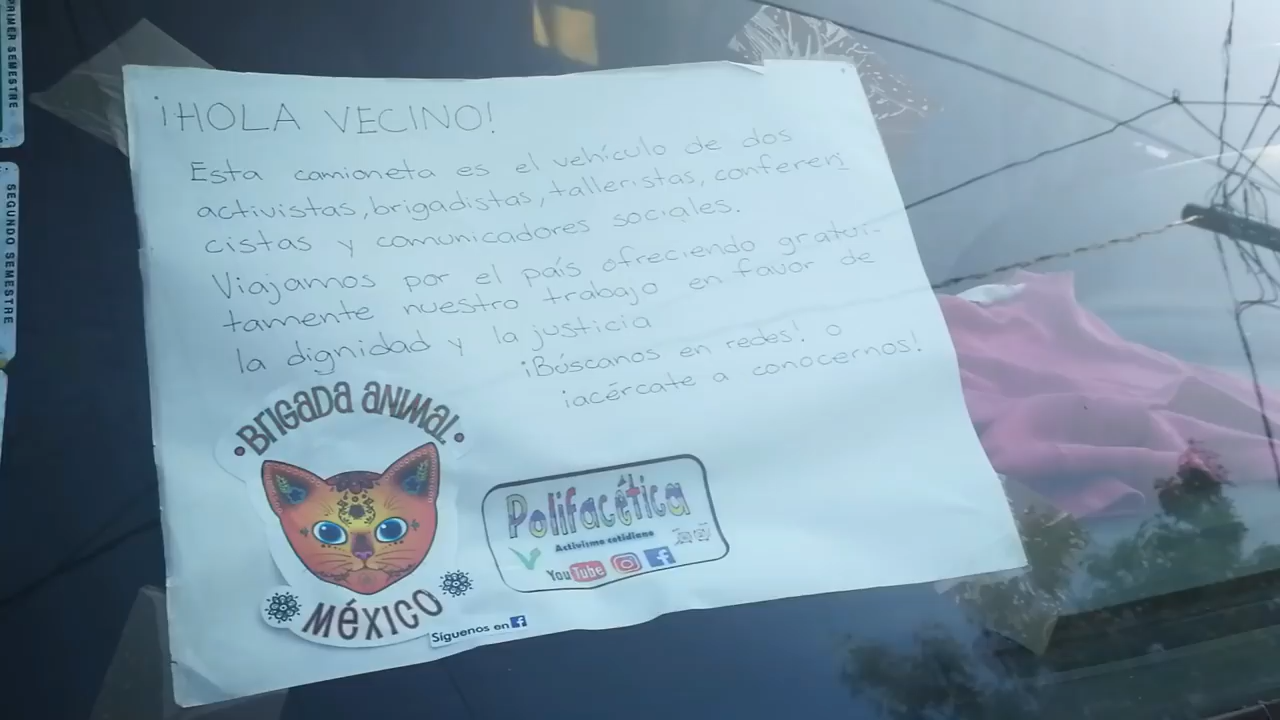 PRIMER SEMESTRE
SEGUNDO SEMESTRE
¡HOLA VECINO!
Esta camioneta es el vehículo de dos
activistas, brigadistas, talleristas, conferen-
cistas y comunicadores sociales.
Viajamos por el país ofreciendo gratui-
tamente nuestro trabajo en favor de
la dignidad y la justicia
¡Búscanos en redes! o
¡acércate a conocernos!
BRIGADA ANIMAL
MÉXICO
Síguenos en f
Polifacética
Activismo cotidiano
YouTube f